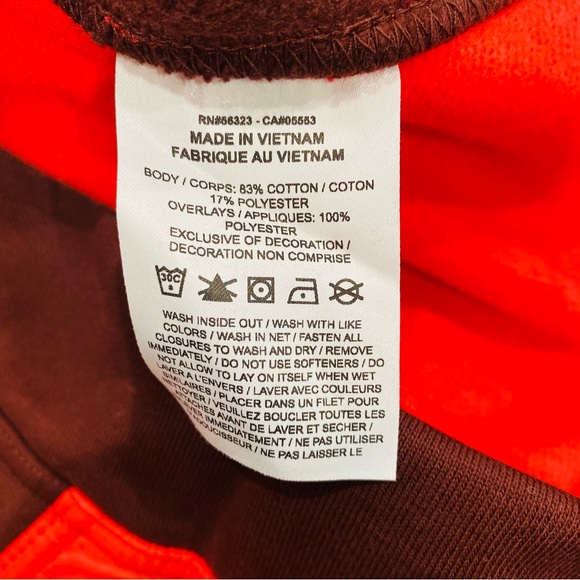 RN#56323 - CA#05553
MADE IN VIETNAM
FABRIQUE AU VIETNAM
BODY / CORPS: 83% COTTON / COTON
17% POLYESTER
OVERLAYS / APPLIQUES: 100%
POLYESTER
EXCLUSIVE OF DECORATION /
DECORATION NON COMPRISE
30C
WASH INSIDE OUT / WASH WITH LIKE
COLORS / WASH IN NET / FASTEN ALL
CLOSURES TO WASH AND DRY / REMOVE
IMMEDIATELY / DO NOT USE SOFTENERS / DO
NOT ALLOW TO LAY ON ITSELF WHEN WET
LAVER A L'ENVERS / LAVER AVEC COULEURS
SIMILAIRES / PLACER DANS UN FILET POUR
NETTOYER / VEUILLEZ BOUCLER TOUTES LES
ATTACHES AVANT DE LAVER ET SECHER /
IMMEDIATEMENT / NE PAS UTILISER
/ NE PAS LAISSER LE